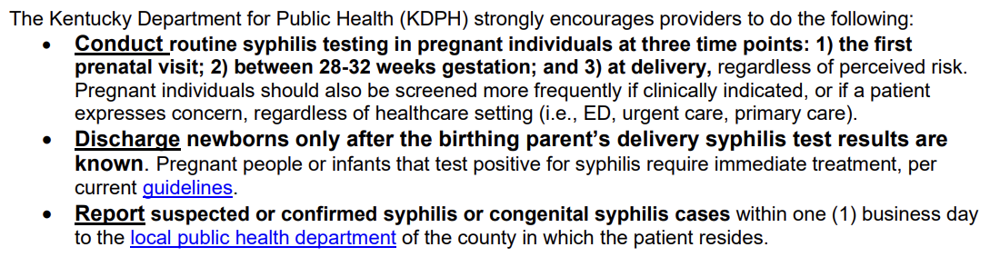 The Kentucky Department for Public Health (KDPH) strongly encourages providers to do the following:
• Conduct routine syphilis testing in pregnant individuals at three time points: 1) the first
prenatal visit; 2) between 28-32 weeks gestation; and 3) at delivery, regardless of perceived risk.
Pregnant individuals should also be screened more frequently if clinically indicated, or if a patient
expresses concern, regardless of healthcare setting (i.e., ED, urgent care, primary care).
• Discharge newborns only after the birthing parent’s delivery syphilis test results are
known. Pregnant people or infants that test positive for syphilis require immediate treatment, per
current guidelines.
• Report suspected or confirmed syphilis or congenital syphilis cases within one (1) business day
to the local public health department of the county in which the patient resides.